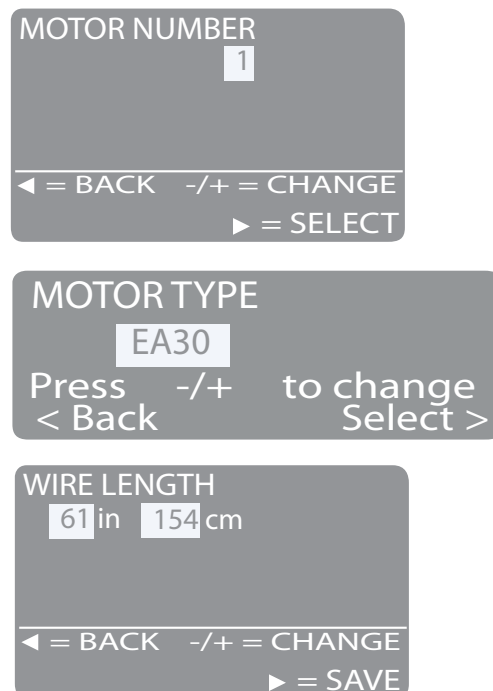 MOTOR NUMBER
1
◄ = BACK -/+ = CHANGE
► = SELECT
MOTOR TYPE
EA30
Press -/+ to change
< Back Select >
WIRE LENGTH
61 in 154 cm
◄ = BACK -/+ = CHANGE
► = SAVE